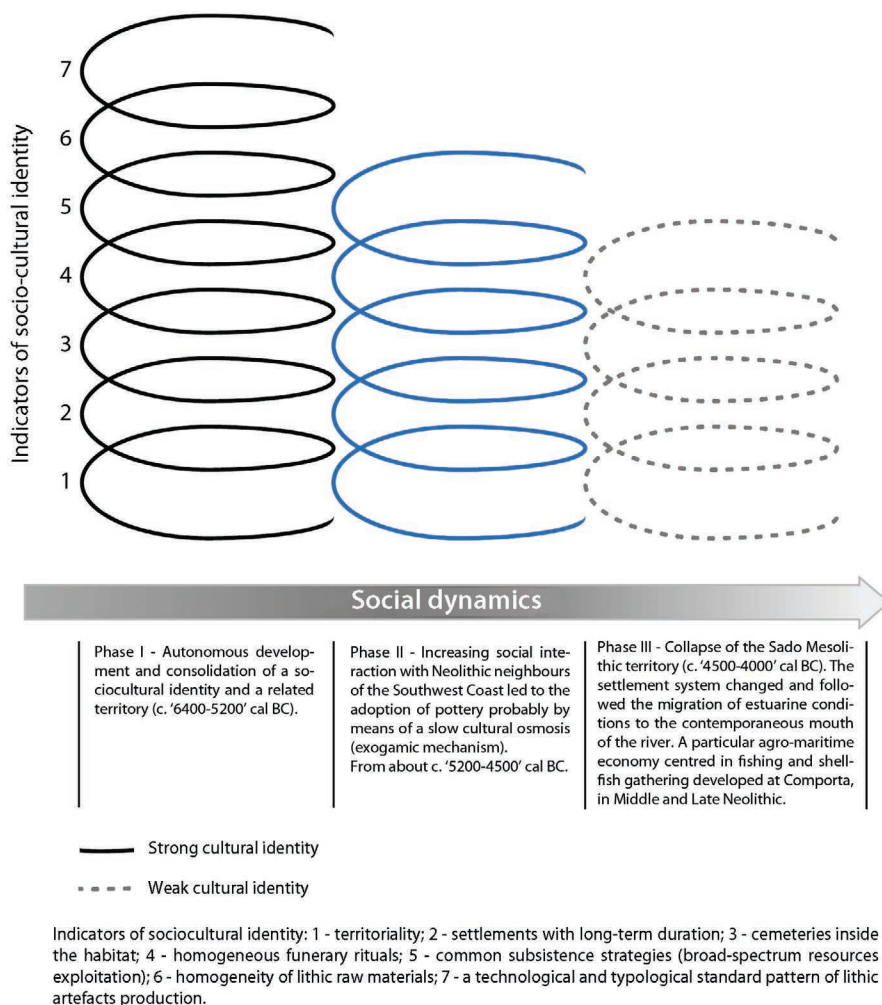 Indicators of socio-cultural identity
7
6
5
4
3
2
1
Social dynamics
Phase I - Autonomous develop-
ment and consolidation of a so-
ciocultural identity and a related
territory (c. ‘6400-5200’ cal BC).
Phase II - Increasing social inte-
raction with Neolithic neighbours
of the Southwest Coast led to the
adoption of pottery probably by
means of a slow cultural osmosis
(exogamic mechanism).
From about c. ‘5200-4500’ cal BC.
Phase III - Collapse of the Sado Mesoli-
thic territory (c. ‘4500-4000’ cal BC). The
settlement system changed and follo-
wed the migration of estuarine condi-
tions to the contemporaneous mouth
of the river. A particular agro-maritime
economy centred in fishing and shell-
fish gathering developed at Comporta,
in Middle and Late Neolithic.
Strong cultural identity
Weak cultural identity
Indicators of sociocultural identity: 1 - territoriality; 2 - settlements with long-term duration; 3 - cemeteries inside
the habitat; 4 - homogeneous funerary rituals; 5 - common subsistence strategies (broad-spectrum resources
exploitation); 6 - homogeneity of lithic raw materials; 7 - a technological and typological standard pattern of lithic
artefacts production.